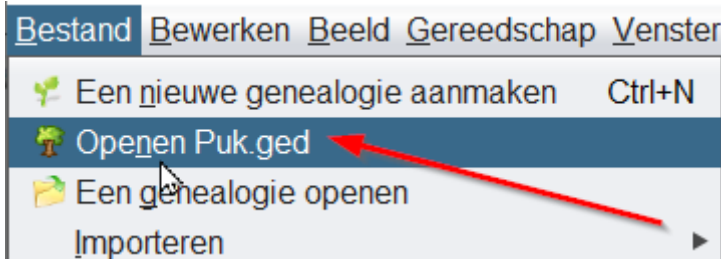 Bestand Bewerken Beeld Gereedschap Venster
Een nieuwe genealogie aanmaken Ctrl+N
Openen Puk.ged
Een genealogie openen
Importeren